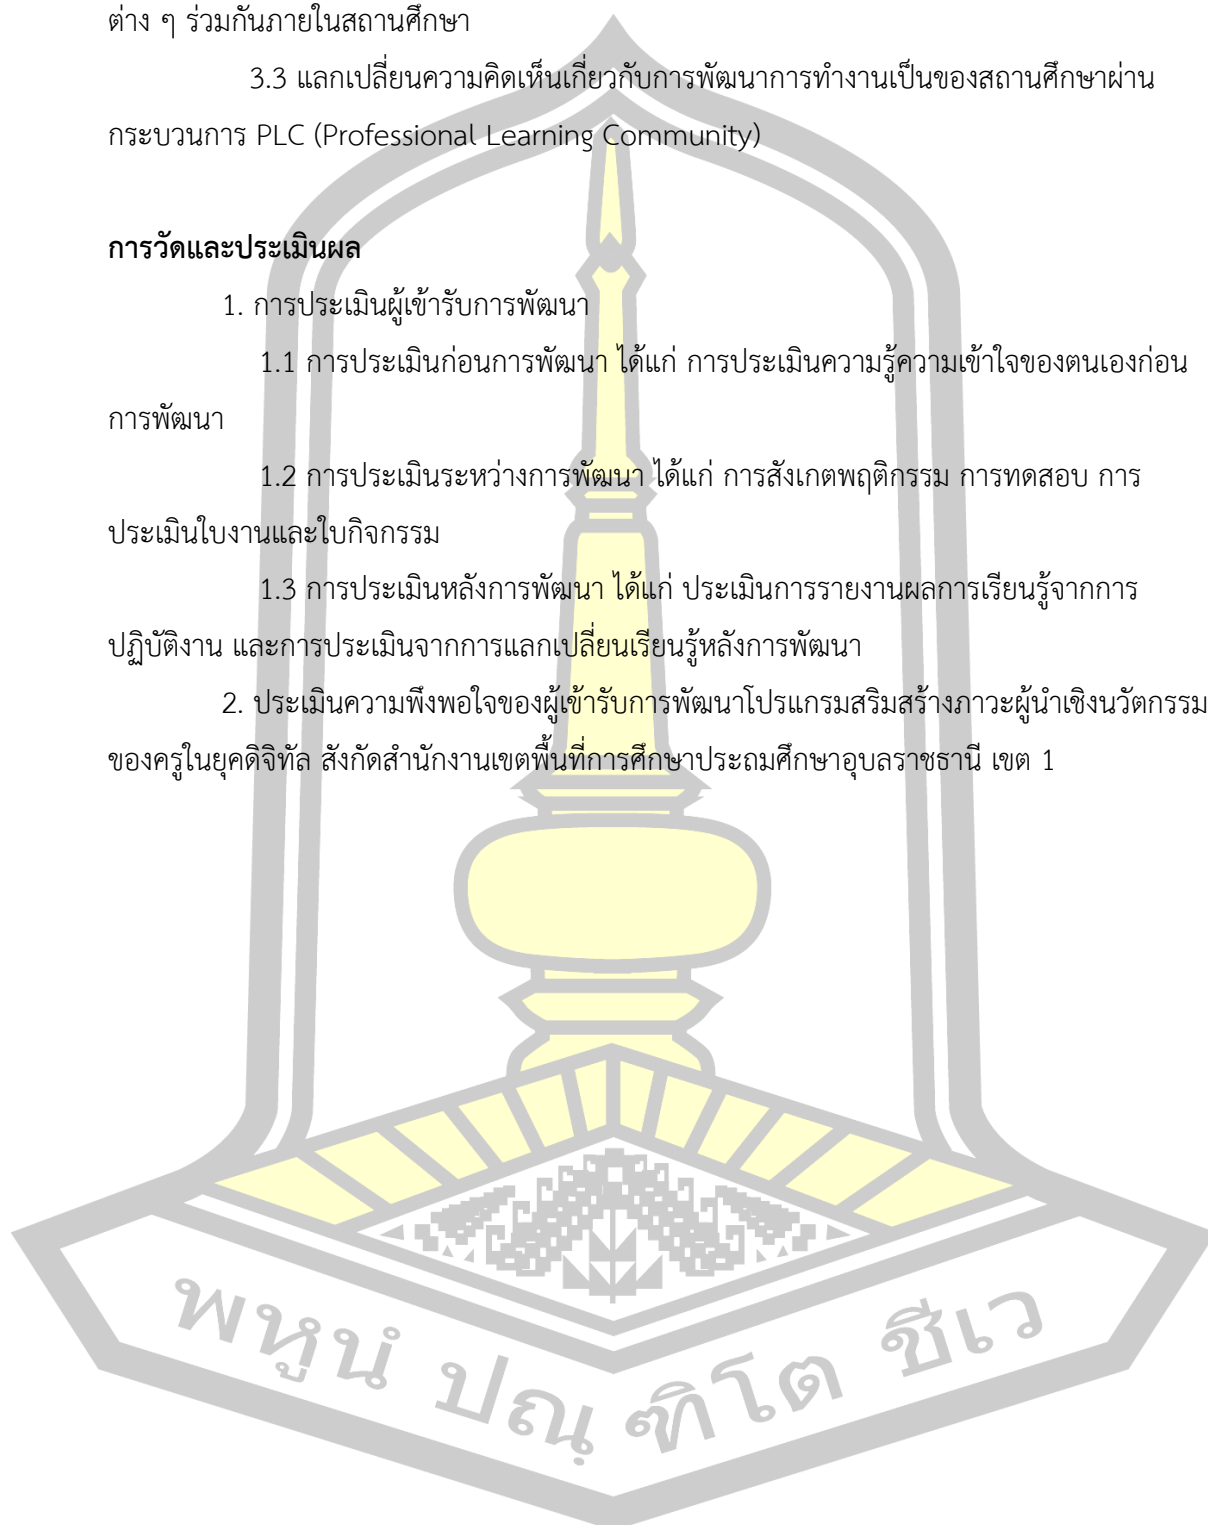 ต่าง ๆ ร่วมกันภายในสถานศึกษา
3.3 แลกเปลี่ยนความคิดเห็นเกี่ยวกับการพัฒนาการทำงานเป็นของสถานศึกษาผ่าน
กระบวนการ PLC (Professional Learning Community)
การวัดและประเมินผล
1. การประเมินผู้เข้ารับการพัฒนา
1.1 การประเมินก่อนการพัฒนา ได้แก่ การประเมินความรู้ความเข้าใจของตนเองก่อน
การพัฒนา
1.2 การประเมินระหว่างการพัฒนา ได้แก่ การสังเกตพฤติกรรม การทดสอบ การ
ประเมินใบงานและใบกิจกรรม
1.3 การประเมินหลังการพัฒนา ได้แก่ ประเมินการรายงานผลการเรียนรู้จากการ
ปฏิบัติงาน และการประเมินจากการแลกเปลี่ยนเรียนรู้หลังการพัฒนา
2. ประเมินความพึงพอใจของผู้เข้ารับการพัฒนาโปรแกรมสริมสร้างภาวะผู้นำเชิงนวัตกรรม
ของครูในยุคดิจิทัล สังกัดสำนักงานเขตพื้นที่การศึกษาประถมศึกษาอุบลราชธานี เขต 1
พหูนํ ปณฺ ฑิโต ชีเว